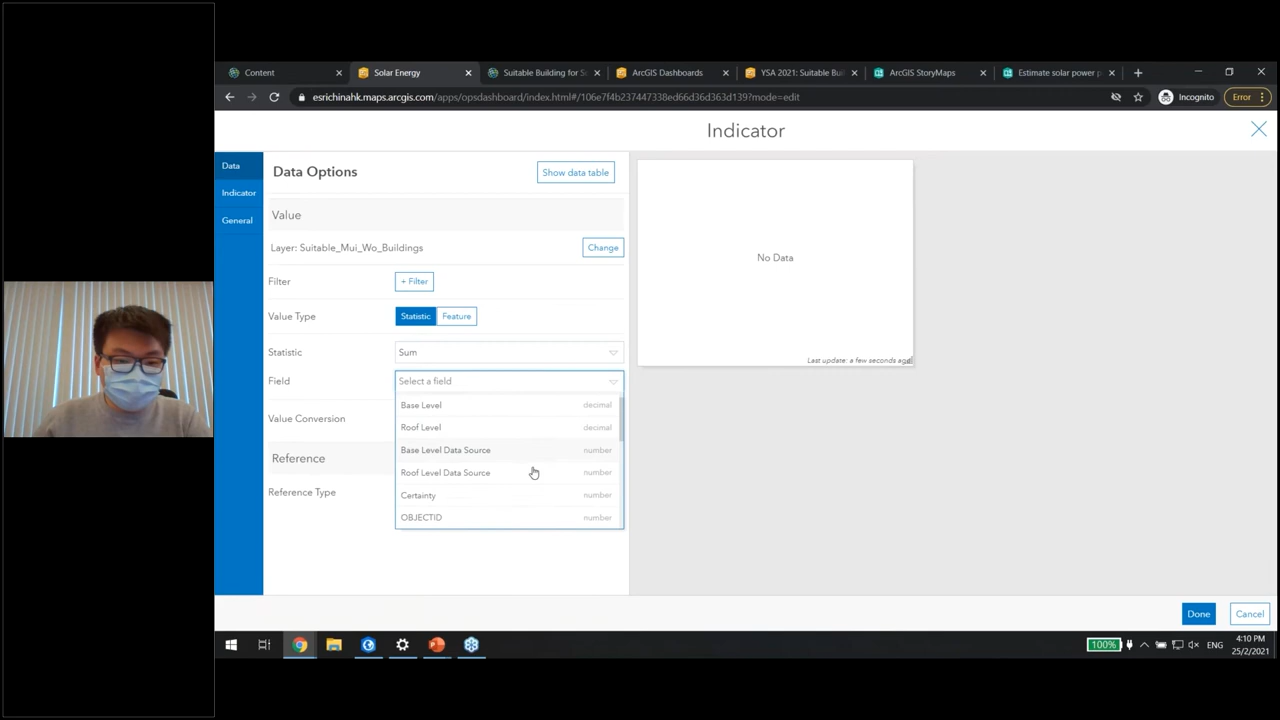 Content
Solar Energy
Suitable Building for S
ArcGIS Dashboards
YSA 2021: Suitable Bui
ArcGIS StoryMaps
Estimate solar power p
esrichinahk.maps.arcgis.com/apps/opsdashboard/index.html#/106e7f4b237447338ed66d36d363d139?mode=edit
Incognito
Error
Indicator
Data
Indicator
General
Data Options
Show data table
Value
Layer: Suitable_Mui_Wo_Buildings
Change
Filter
+ Filter
Value Type
Statistic
Feature
Statistic
Sum
Field
Select a field
Base Level decimal
Roof Level decimal
Value Conversion
Base Level Data Source number
Reference
Roof Level Data Source number
Reference Type
Certainty number
OBJECTID number
No Data
Last update: a few seconds ago
Done
Cancel
100%
ENG
4:10 PM
25/2/2021